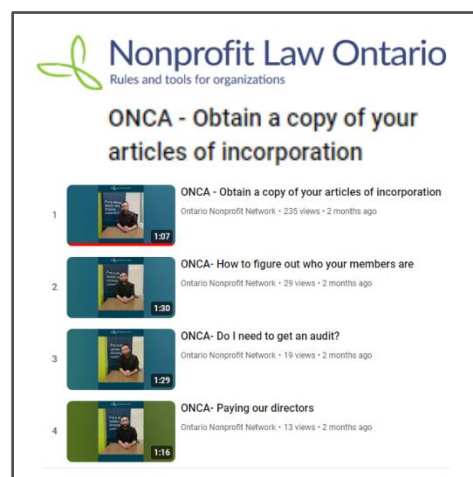 Nonprofit Law Ontario
Rules and tools for organizations
ONCA - Obtain a copy of your
articles of incorporation
1
1:07
ONCA - Obtain a copy of your articles of incorporation
Ontario Nonprofit Network • 235 views • 2 months ago
2
1:30
ONCA- How to figure out who your members are
Ontario Nonprofit Network • 29 views • 2 months ago
3
1:29
ONCA- Do I need to get an audit?
Ontario Nonprofit Network • 19 views • 2 months ago
4
1:16
ONCA- Paying our directors
Ontario Nonprofit Network • 13 views • 2 months ago